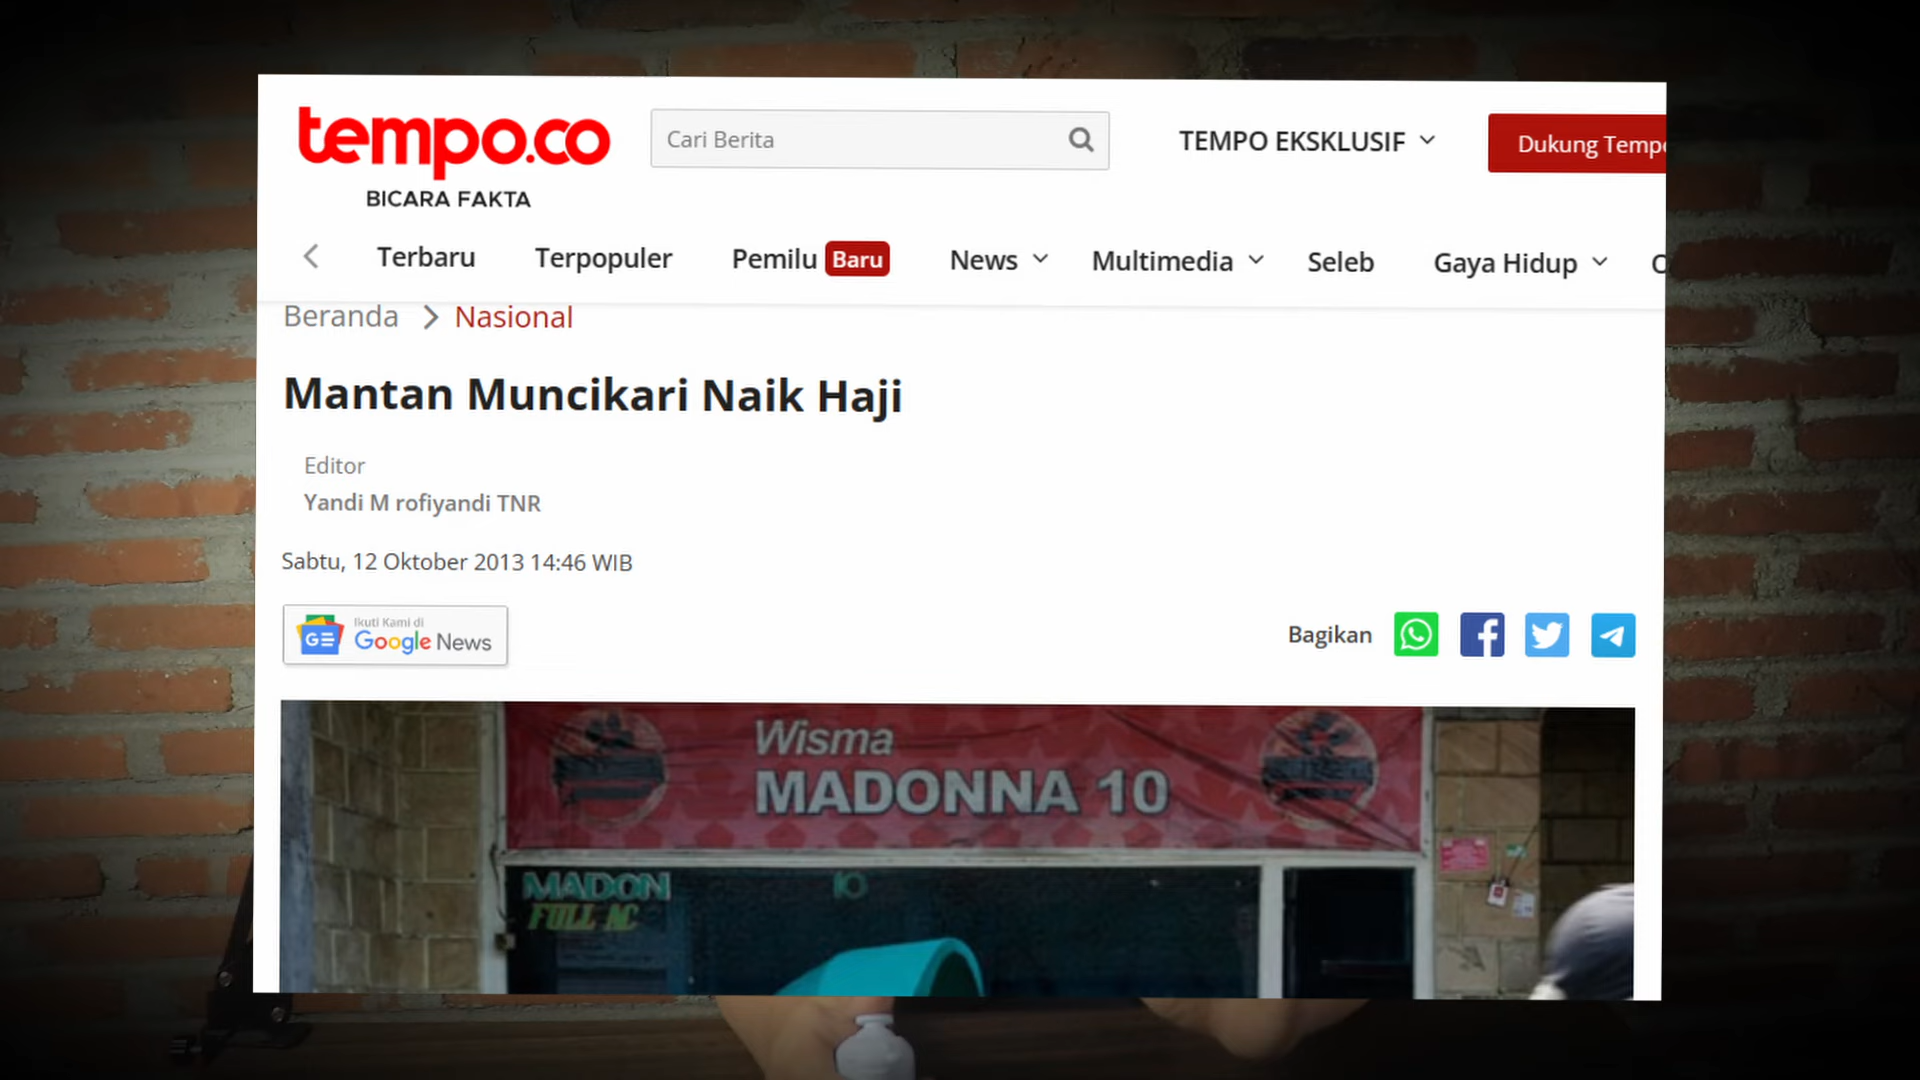 tempo.co
BICARA FAKTA
Cari Berita
TEMPO EKSKLUSIF
Dukung Tempo
Terbaru
Terpopuler
Pemilu Baru
News
Multimedia
Seleb
Gaya Hidup
Beranda > Nasional
Mantan Muncikari Naik Haji
Editor
Yandi M rofiyandi TNR
Sabtu, 12 Oktober 2013 14:46 WIB
Ikuti Kami di
GE Google News
Bagikan
Wisma
MADONNA 10
MADON 10
FULL AC